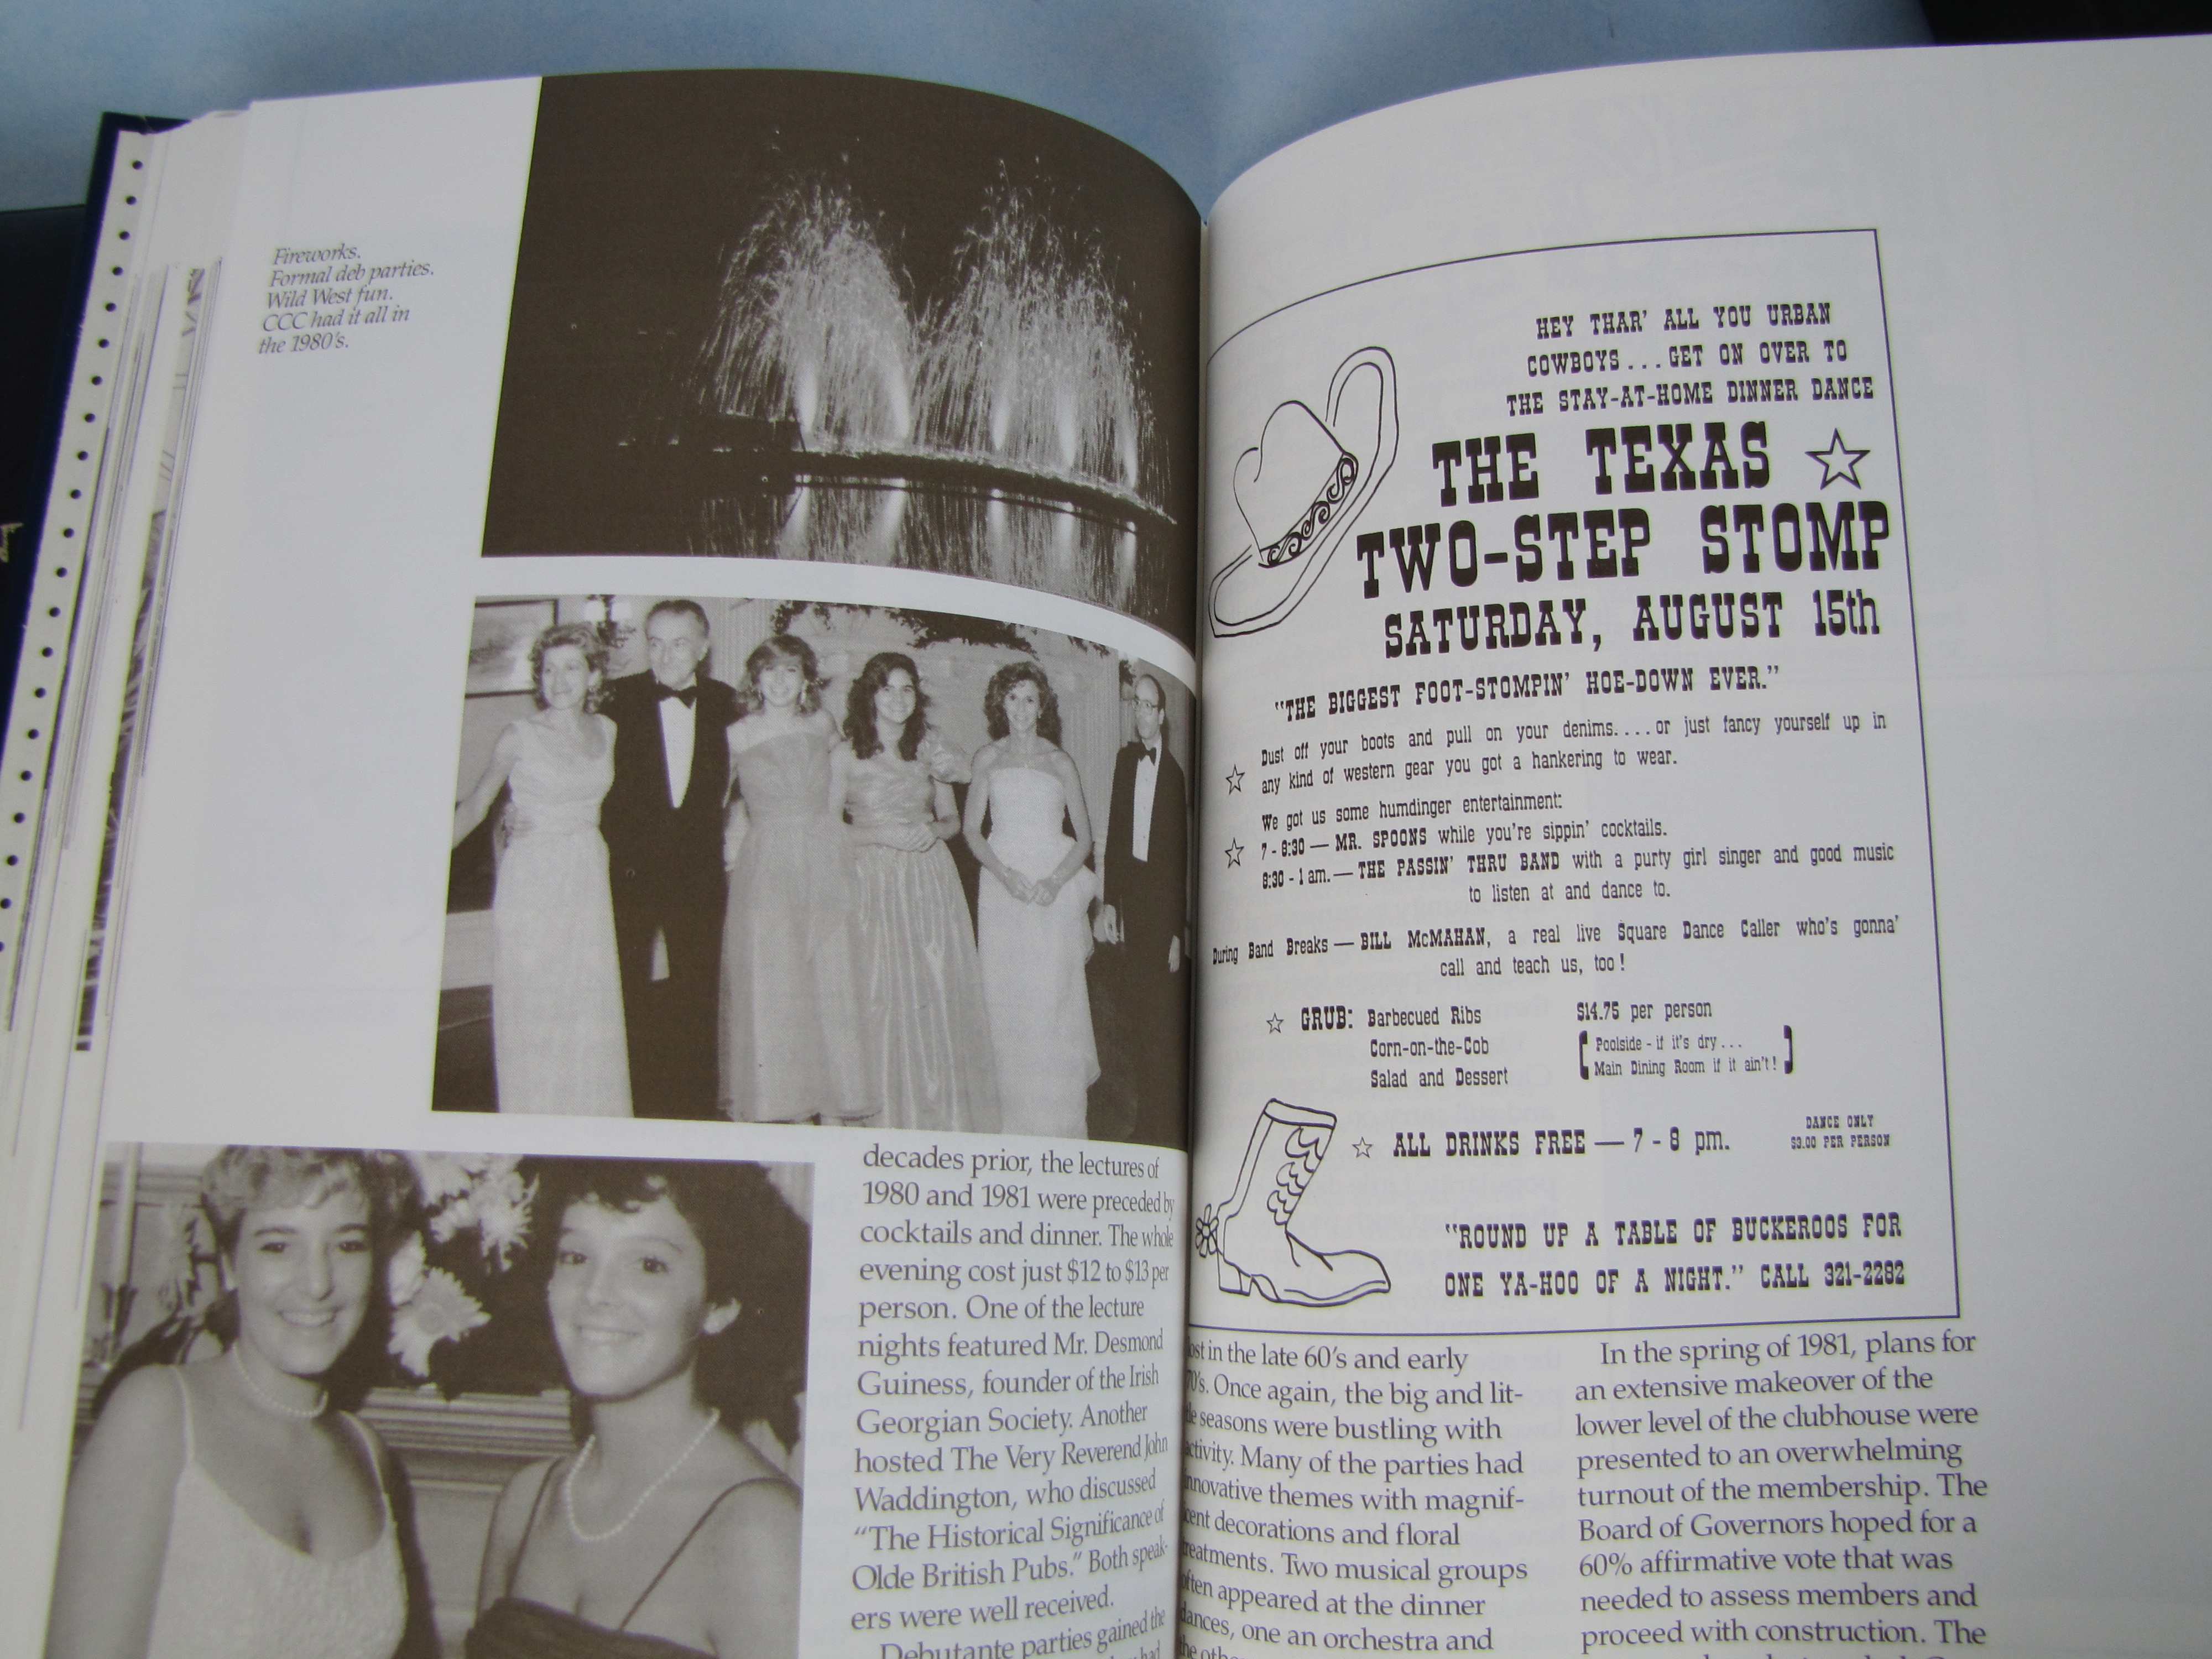 Fireworks.
Formal deb parties.
Wild West fun.
CCC had it all in
the 1980's.
decades prior, the lectures of
1980 and 1981 were preceded by
cocktails and dinner. The whole
evening cost just $12 to $13 per
person. One of the lecture
nights featured Mr. Desmond
Guiness, founder of the Irish
Georgian Society. Another
hosted The Very Reverend John
Waddington, who discussed
"The Historical Significance of
Olde British Pubs." Both speak-
ers were well received.
Debutante parties gained the
had
HEY THAR' ALL YOU URBAN
COWBOYS...GET ON OVER TO
THE STAY-AT-HOME DINNER DANCE
THE TEXAS
TWO-STEP STOMP
SATURDAY, AUGUST 15th
"THE BIGGEST FOOT-STOMPIN' HOE-DOWN EVER."
Dust off your boots and pull on your denims....or just fancy yourself up in
any kind of western gear you got a hankering to wear.
We got us some humdinger entertainment:
7 - 8:30 — MR. SPOONS while you're sippin' cocktails.
8:30 - 1 am. — THE PASSIN' THRU BAND with a purty girl singer and good music
to listen at and dance to.
During Band Breaks — BILL McMAHAN, a real live Square Dance Caller who's gonna'
call and teach us, too!
GRUB: Barbecued Ribs $14.75 per person
Corn-on-the-Cob [Poolside - if it's dry...
Main Dining Room if it ain't!]
Salad and Dessert
ALL DRINKS FREE — 7 - 8 pm.
DANCE ONLY
$3.00 PER PERSON
"ROUND UP A TABLE OF BUCKEROOS FOR
ONE YA-HOO OF A NIGHT." CALL 321-2282
in the late 60's and early
70's. Once again, the big and lit-
seasons were bustling with
activity. Many of the parties had
innovative themes with magnif-
icent decorations and floral
treatments. Two musical groups
often appeared at the dinner
dances, one an orchestra and
In the spring of 1981, plans for
an extensive makeover of the
lower level of the clubhouse were
presented to an overwhelming
turnout of the membership. The
Board of Governors hoped for a
60% affirmative vote that was
needed to assess members and
proceed with construction. The